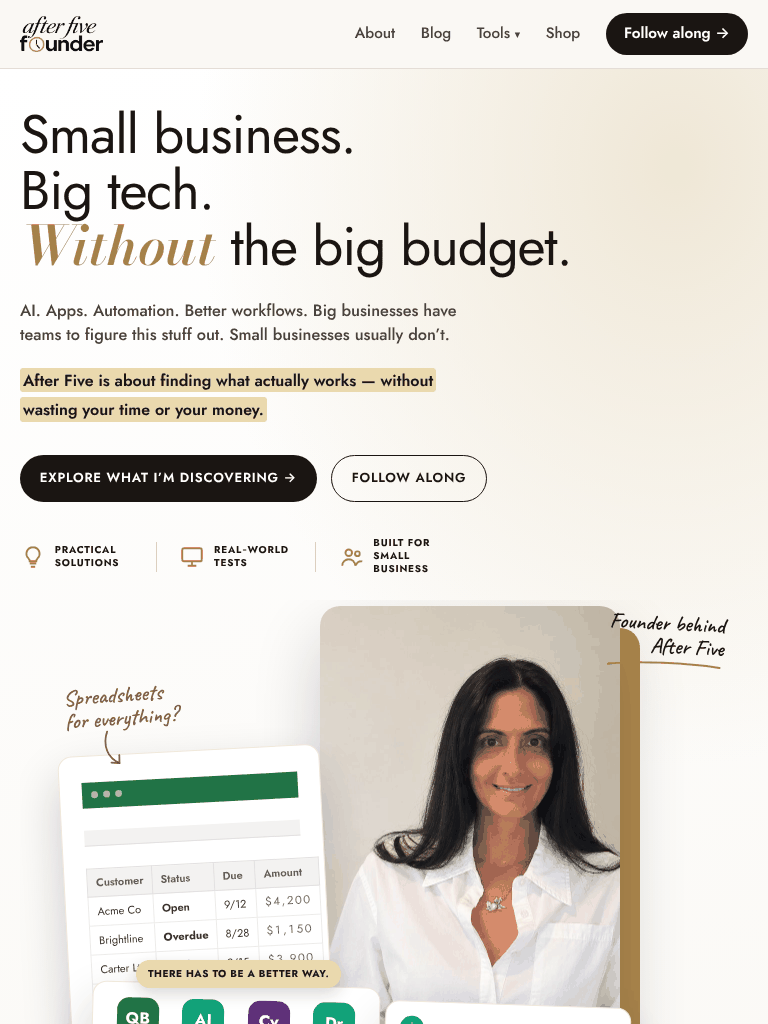 after five
founder
About
Blog
Tools ▾
Shop
Follow along →
Small business.
Big tech.
Without the big budget.
AI. Apps. Automation. Better workflows. Big businesses have
teams to figure this stuff out. Small businesses usually don’t.
After Five is about finding what actually works — without
wasting your time or your money.
EXPLORE WHAT I’M DISCOVERING →
FOLLOW ALONG
PRACTICAL
SOLUTIONS
REAL-WORLD
TESTS
BUILT FOR
SMALL
BUSINESS
Founder behind
After Five
Spreadsheets
for everything?
Customer Status Due Amount
Acme Co Open 9/12 $4,200
Brightline Overdue 8/28 $1,150
Carter $3,900
THERE HAS TO BE A BETTER WAY.
QB
AI
Cv
Dr